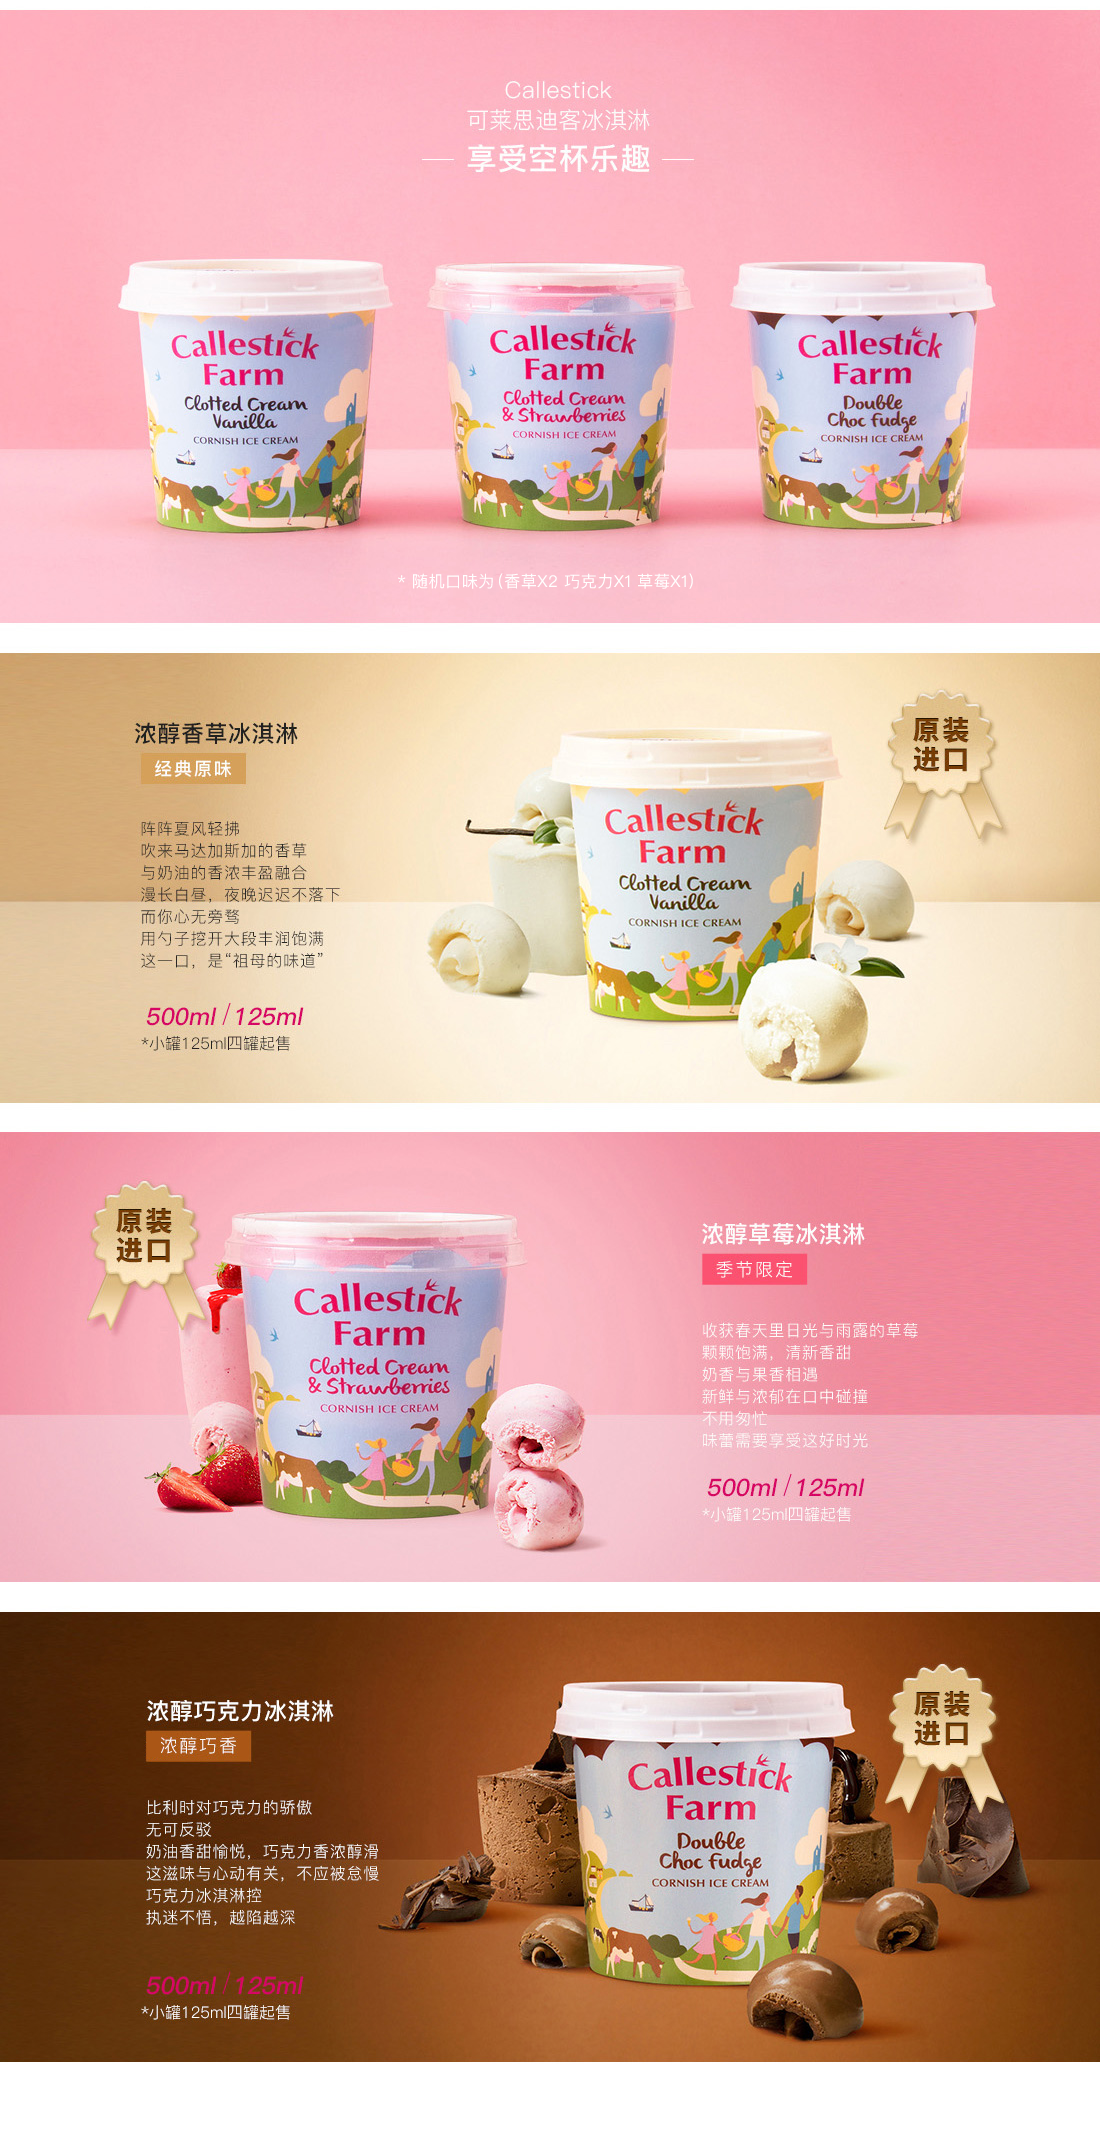 Callestick
可莱思迪客冰淇淋
享受空杯乐趣
Callestick
Farm
Clotted Cream
Vanilla
CORNISH ICE CREAM
Callestick
Farm
Clotted Cream
& Strawberries
CORNISH ICE CREAM
Callestick
Farm
Double
Choc Fudge
CORNISH ICE CREAM
* 随机口味为(香草X2 巧克力X1 草莓X1)
浓醇香草冰淇淋
经典原味
阵阵夏风轻拂
吹来马达加斯加的香草
与奶油的香浓丰盈融合
漫长白昼，夜晚迟迟不落下
而你心无旁骛
用勺子挖开大段丰润饱满
这一口，是“祖母的味道”
500ml / 125ml
*小罐125ml四罐起售
Callestick
Farm
Clotted Cream
Vanilla
CORNISH ICE CREAM
原装
进口
原装
进口
Callestick
Farm
Clotted Cream
& Strawberries
CORNISH ICE CREAM
浓醇草莓冰淇淋
季节限定
收获春天里日光与雨露的草莓
颗颗饱满，清新香甜
奶香与果香相遇
新鲜与浓郁在口中碰撞
不用匆忙
味蕾需要享受这好时光
500ml / 125ml
*小罐125ml四罐起售
浓醇巧克力冰淇淋
浓醇巧香
比利时对巧克力的骄傲
无可反驳
奶油香甜愉悦，巧克力香浓醇滑
这滋味与心动有关，不应被怠慢
巧克力冰淇淋控
执迷不悟，越陷越深
500ml / 125ml
*小罐125ml四罐起售
Callestick
Farm
Double
Choc Fudge
CORNISH ICE CREAM
原装
进口